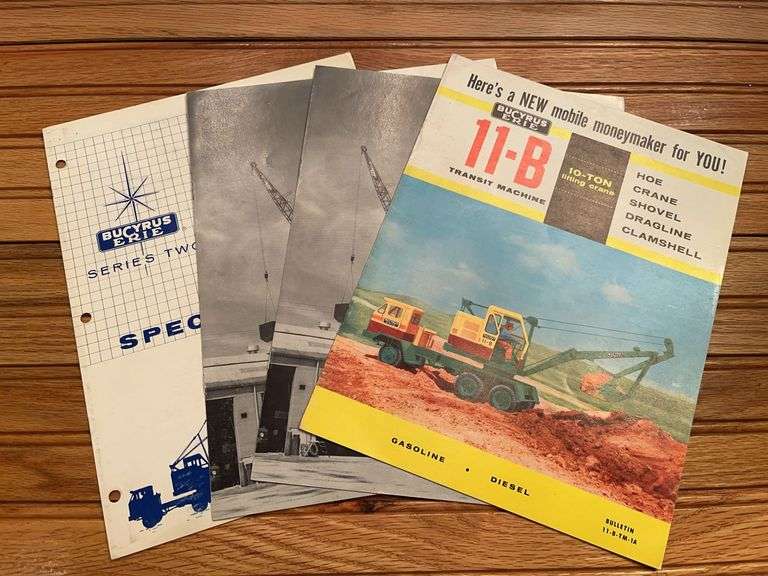 BUCYRUS
ERIE
SERIES TWO
SPEC
Here's a NEW mobile moneymaker for YOU!
BUCYRUS
ERIE
11-B
TRANSIT MACHINE
10-TON
lifting crane
HOE
CRANE
SHOVEL
DRAGLINE
CLAMSHELL
11-B
GASOLINE • DIESEL
BULLETIN
11-B-TM-1A